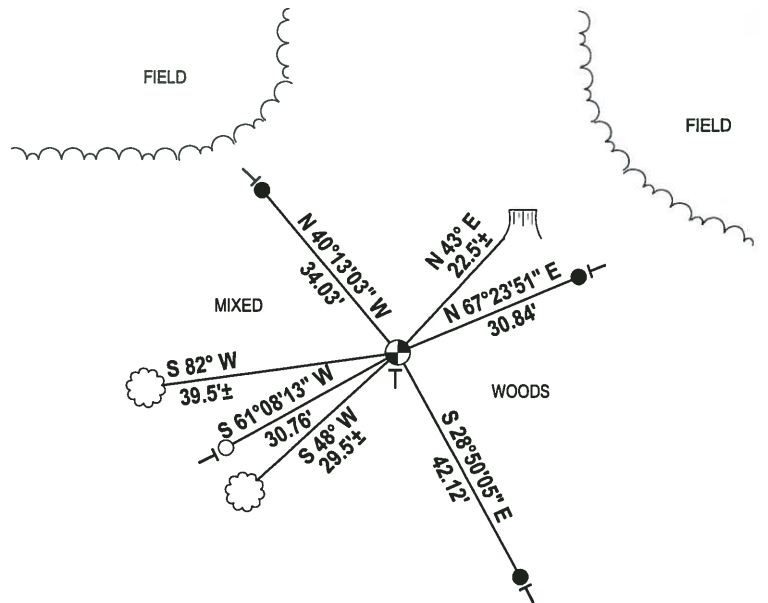 FIELD
FIELD
N 40°13'03" W
34.03'
N 43° E
22.5'±
N 67°23'51" E
30.84'
MIXED
S 82° W
39.5'±
S 61°08'13" W
30.76'
S 48° W
29.5'±
WOODS
S 28°50'05" E
42.12'